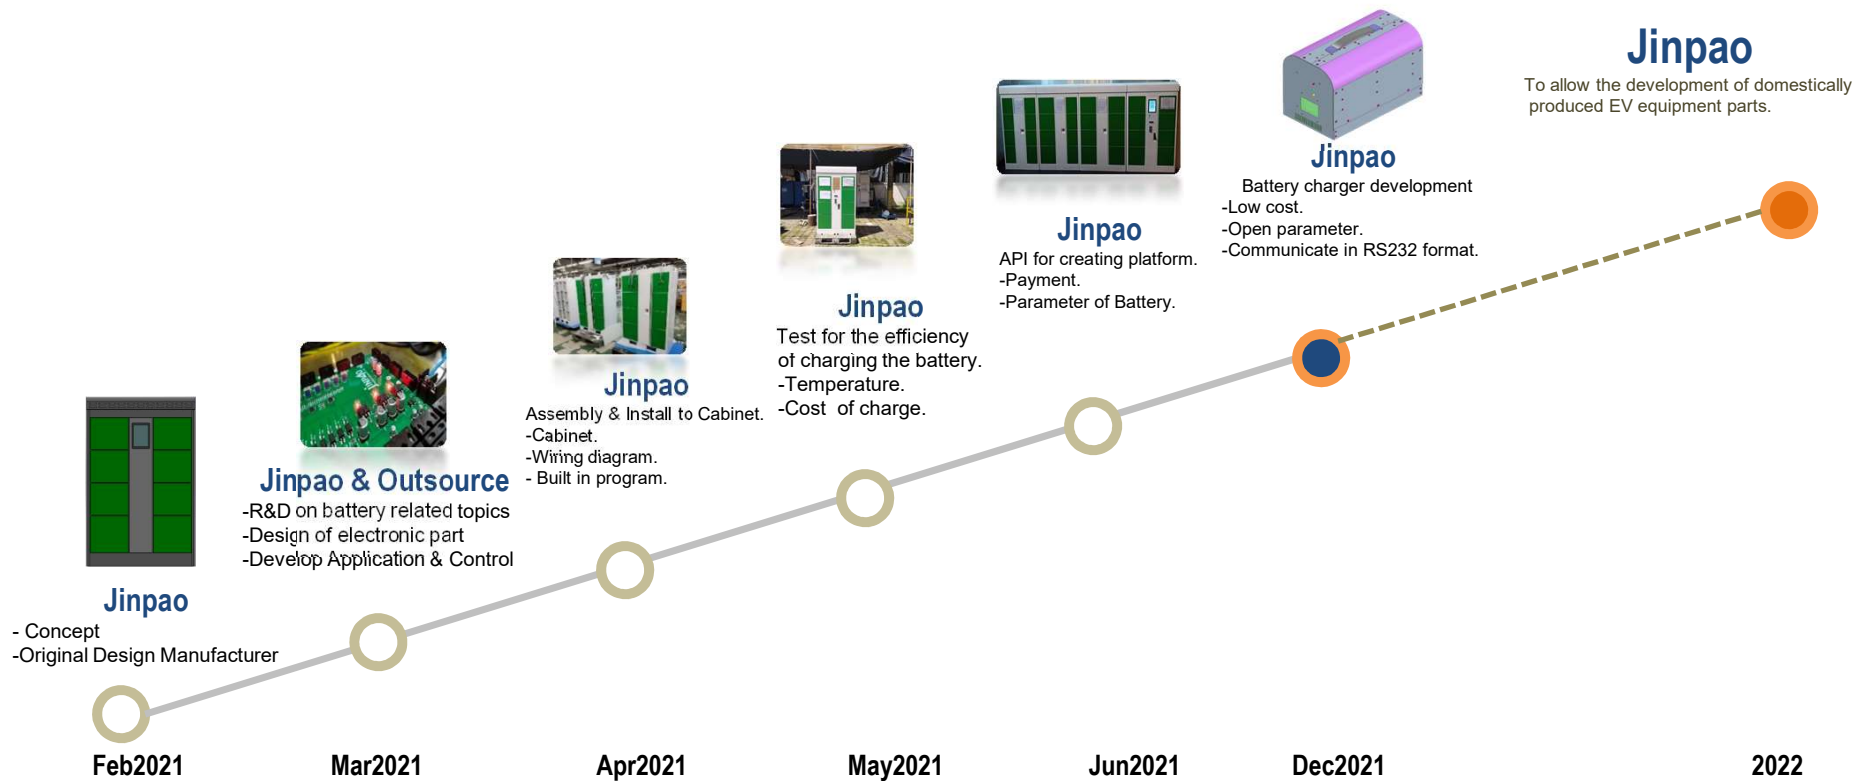 Jinpao
- Concept
-Original Design Manufacturer
Jinpao & Outsource
-R&D on battery related topics
-Design of electronic part
-Develop Application & Control
Jinpao
Assembly & Install to Cabinet.
-Cabinet.
-Wiring diagram.
- Built in program.
Jinpao
Test for the efficiency
of charging the battery.
-Temperature.
-Cost of charge.
Jinpao
API for creating platform.
-Payment.
-Parameter of Battery.
Jinpao
Battery charger development
-Low cost.
-Open parameter.
-Communicate in RS232 format.
Jinpao
To allow the development of domestically
produced EV equipment parts.
Feb2021
Mar2021
Apr2021
May2021
Jun2021
Dec2021
2022